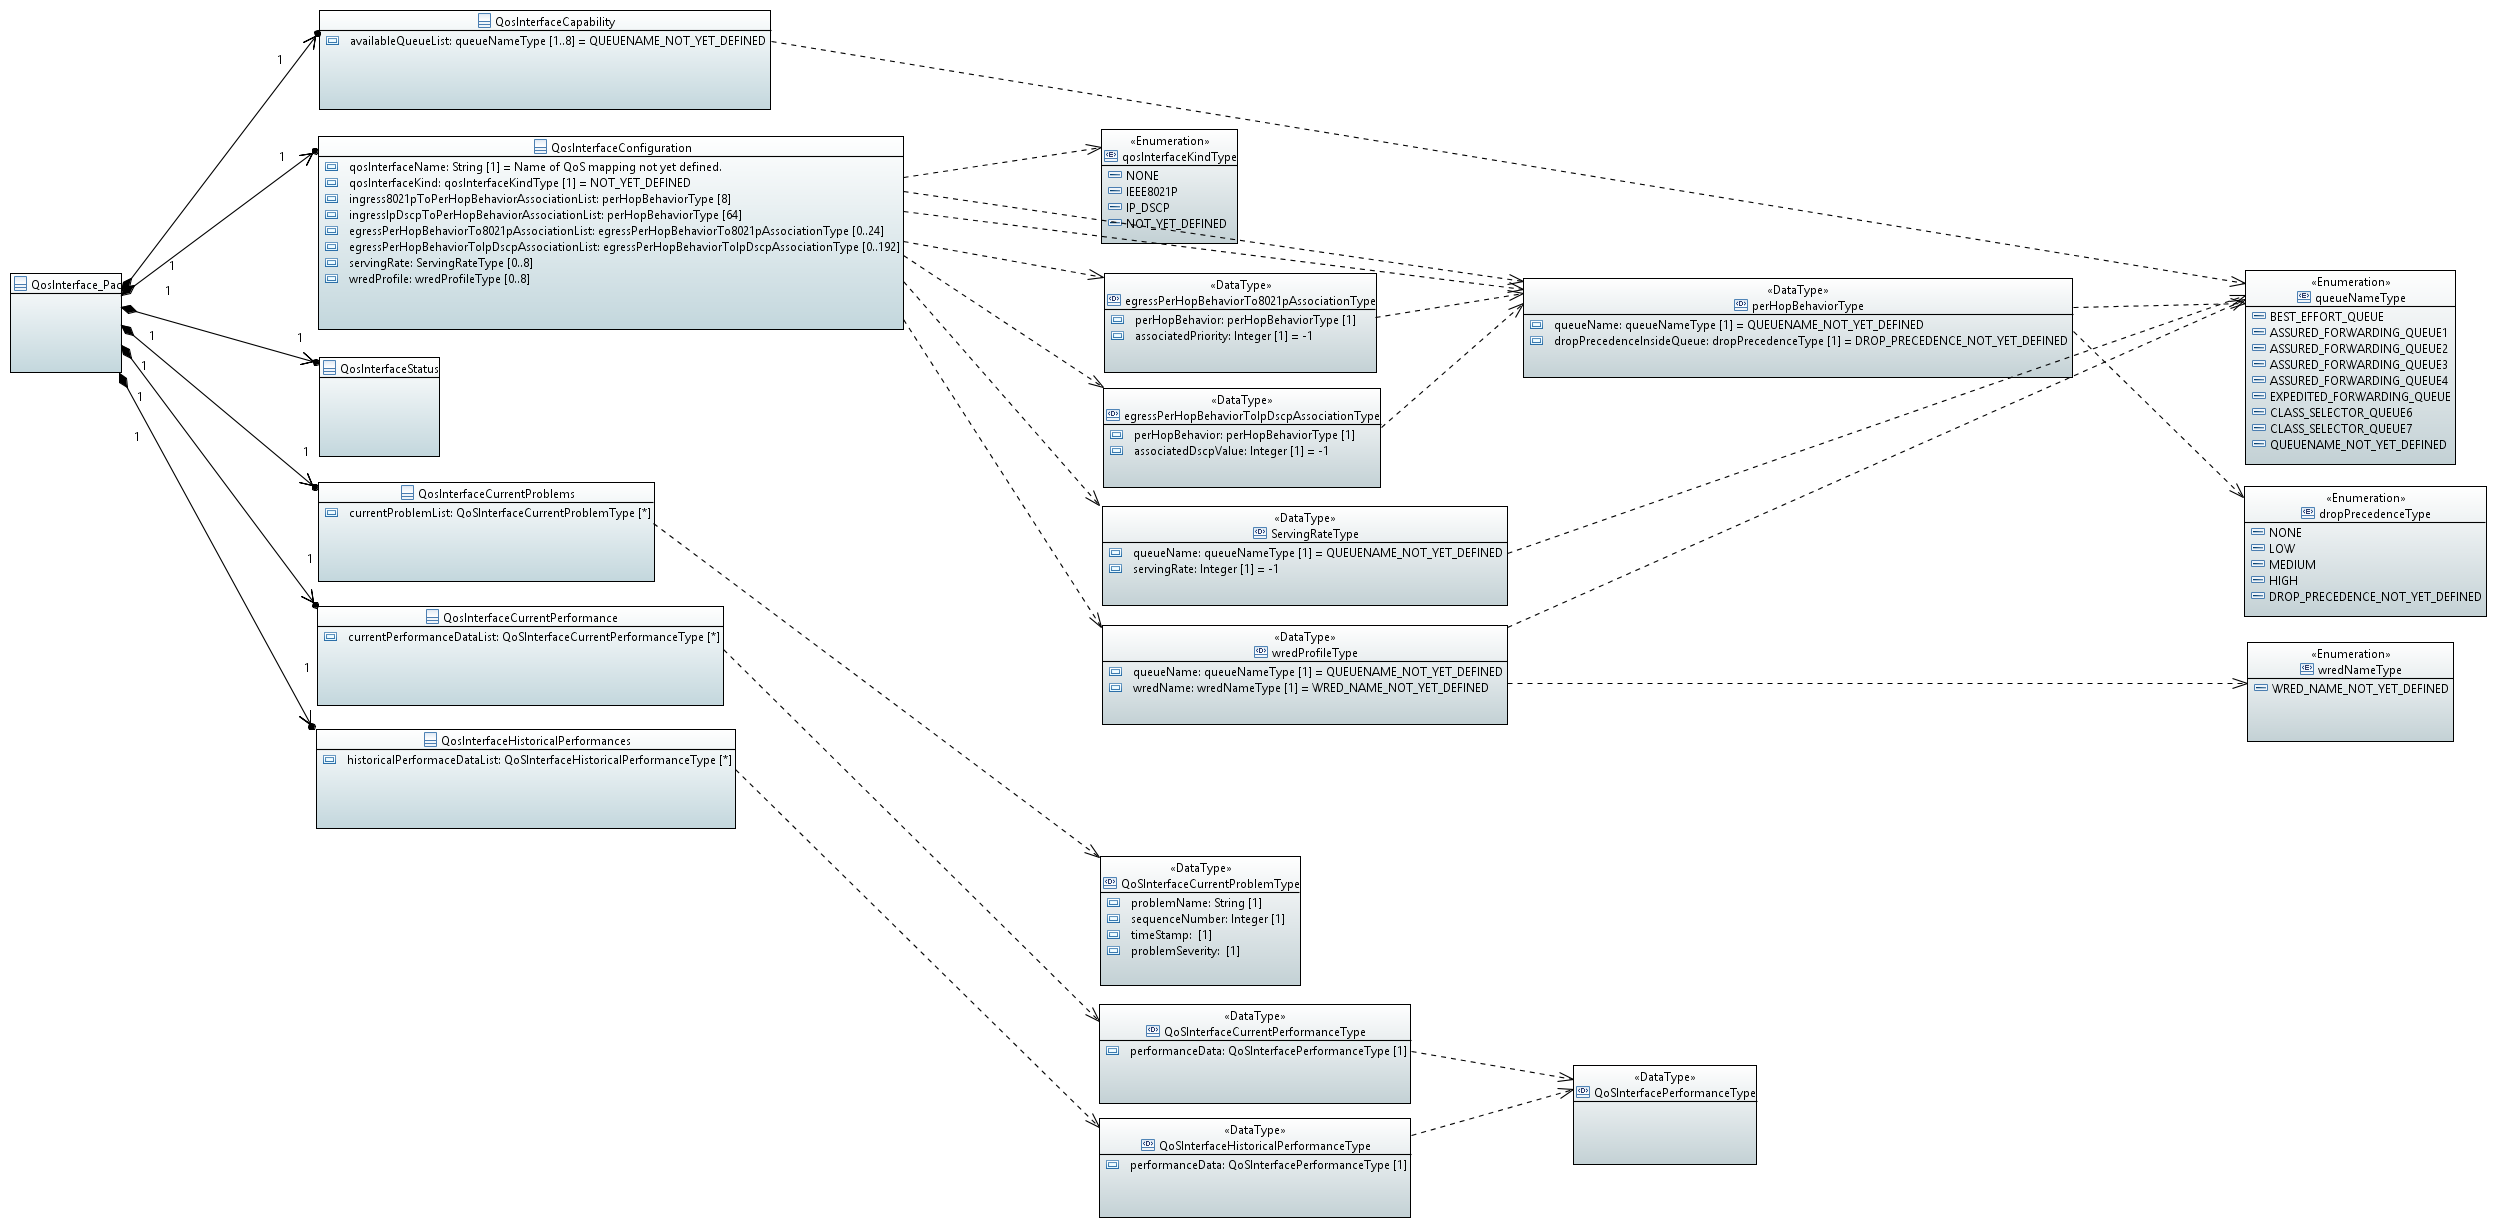 QosInterface_Pac
1
1
1
1
1
1
1
1
1
1
1
1
QosInterfaceCapability
availableQueueList: queueNameType [1..8] = QUEUENAME_NOT_YET_DEFINED
QosInterfaceConfiguration
qosInterfaceName: String [1] = Name of QoS mapping not yet defined.
qosInterfaceKind: qosInterfaceKindType [1] = NOT_YET_DEFINED
ingress8021pToPerHopBehaviorAssociationList: perHopBehaviorType [8]
ingressIpDscpToPerHopBehaviorAssociationList: perHopBehaviorType [64]
egressPerHopBehaviorTo8021pAssociationList: egressPerHopBehaviorTo8021pAssociationType [0..24]
egressPerHopBehaviorToIpDscpAssociationList: egressPerHopBehaviorToIpDscpAssociationType [0..192]
servingRate: ServingRateType [0..8]
wredProfile: wredProfileType [0..8]
QosInterfaceStatus
QosInterfaceCurrentProblems
currentProblemList: QoSInterfaceCurrentProblemType [*]
QosInterfaceCurrentPerformance
currentPerformanceDataList: QoSInterfaceCurrentPerformanceType [*]
QosInterfaceHistoricalPerformances
historicalPerformaceDataList: QoSInterfaceHistoricalPerformanceType [*]
«Enumeration»
qosInterfaceKindType
NONE
IEEE8021P
IP_DSCP
NOT_YET_DEFINED
«DataType»
egressPerHopBehaviorTo8021pAssociationType
perHopBehavior: perHopBehaviorType [1]
associatedPriority: Integer [1] = -1
«DataType»
egressPerHopBehaviorToIpDscpAssociationType
perHopBehavior: perHopBehaviorType [1]
associatedDscpValue: Integer [1] = -1
«DataType»
ServingRateType
queueName: queueNameType [1] = QUEUENAME_NOT_YET_DEFINED
servingRate: Integer [1] = -1
«DataType»
wredProfileType
queueName: queueNameType [1] = QUEUENAME_NOT_YET_DEFINED
wredName: wredNameType [1] = WRED_NAME_NOT_YET_DEFINED
«DataType»
QoSInterfaceCurrentProblemType
problemName: String [1]
sequenceNumber: Integer [1]
timeStamp:  [1]
problemSeverity:  [1]
«DataType»
QoSInterfaceCurrentPerformanceType
performanceData: QoSInterfacePerformanceType [1]
«DataType»
QoSInterfaceHistoricalPerformanceType
performanceData: QoSInterfacePerformanceType [1]
«DataType»
perHopBehaviorType
queueName: queueNameType [1] = QUEUENAME_NOT_YET_DEFINED
dropPrecedenceInsideQueue: dropPrecedenceType [1] = DROP_PRECEDENCE_NOT_YET_DEFINED
«DataType»
QoSInterfacePerformanceType
«Enumeration»
queueNameType
BEST_EFFORT_QUEUE
ASSURED_FORWARDING_QUEUE1
ASSURED_FORWARDING_QUEUE2
ASSURED_FORWARDING_QUEUE3
ASSURED_FORWARDING_QUEUE4
EXPEDITED_FORWARDING_QUEUE
CLASS_SELECTOR_QUEUE6
CLASS_SELECTOR_QUEUE7
QUEUENAME_NOT_YET_DEFINED
«Enumeration»
dropPrecedenceType
NONE
LOW
MEDIUM
HIGH
DROP_PRECEDENCE_NOT_YET_DEFINED
«Enumeration»
wredNameType
WRED_NAME_NOT_YET_DEFINED